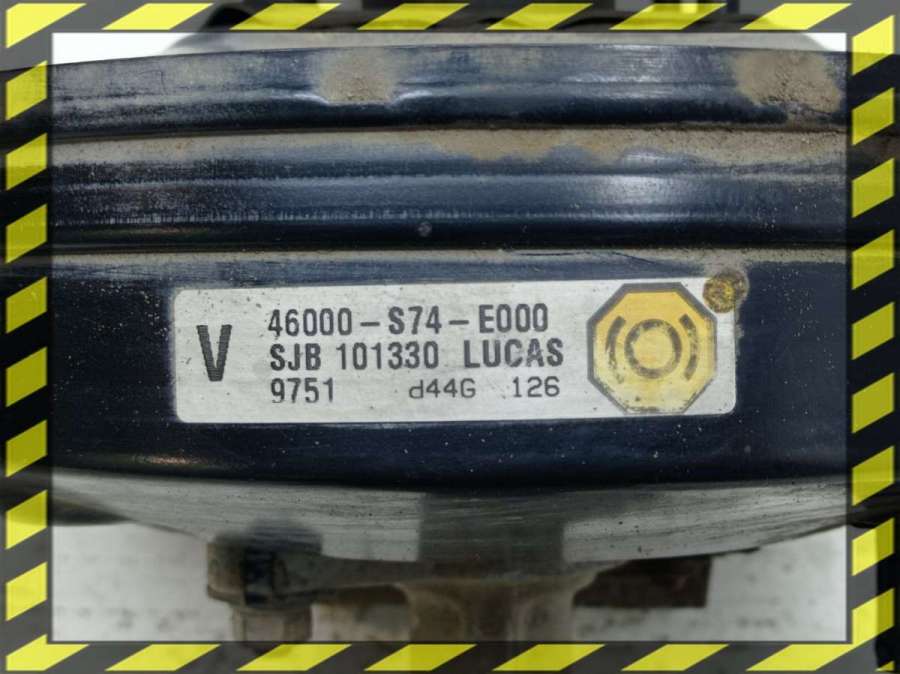 V
46000-S74-E000
SJB 101330 LUCAS
9751 d44G 126